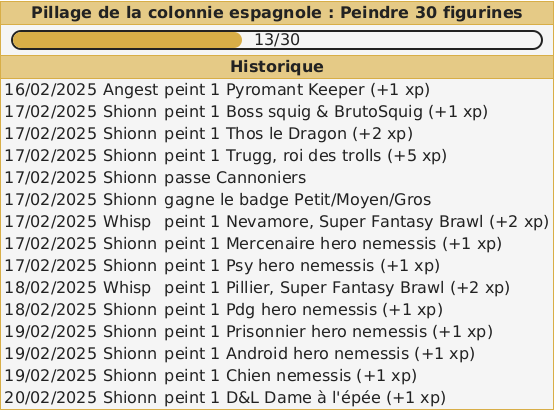 Pillage de la colonnie espagnole : Peindre 30 figurines
13/30
Historique
16/02/2025 Angest peint 1 Pyromant Keeper (+1 xp)
17/02/2025 Shionn peint 1 Boss squig & BrutoSquig (+1 xp)
17/02/2025 Shionn peint 1 Thos le Dragon (+2 xp)
17/02/2025 Shionn peint 1 Trugg, roi des trolls (+5 xp)
17/02/2025 Shionn passe Cannoniers
17/02/2025 Shionn gagne le badge Petit/Moyen/Gros
17/02/2025 Whisp peint 1 Nevamore, Super Fantasy Brawl (+2 xp)
17/02/2025 Shionn peint 1 Mercenaire hero nemessis (+1 xp)
17/02/2025 Shionn peint 1 Psy hero nemessis (+1 xp)
18/02/2025 Whisp peint 1 Pillier, Super Fantasy Brawl (+2 xp)
18/02/2025 Shionn peint 1 Pdg hero nemessis (+1 xp)
19/02/2025 Shionn peint 1 Prisonnier hero nemessis (+1 xp)
19/02/2025 Shionn peint 1 Android hero nemessis (+1 xp)
19/02/2025 Shionn peint 1 Chien nemessis (+1 xp)
20/02/2025 Shionn peint 1 D&L Dame à l'épée (+1 xp)